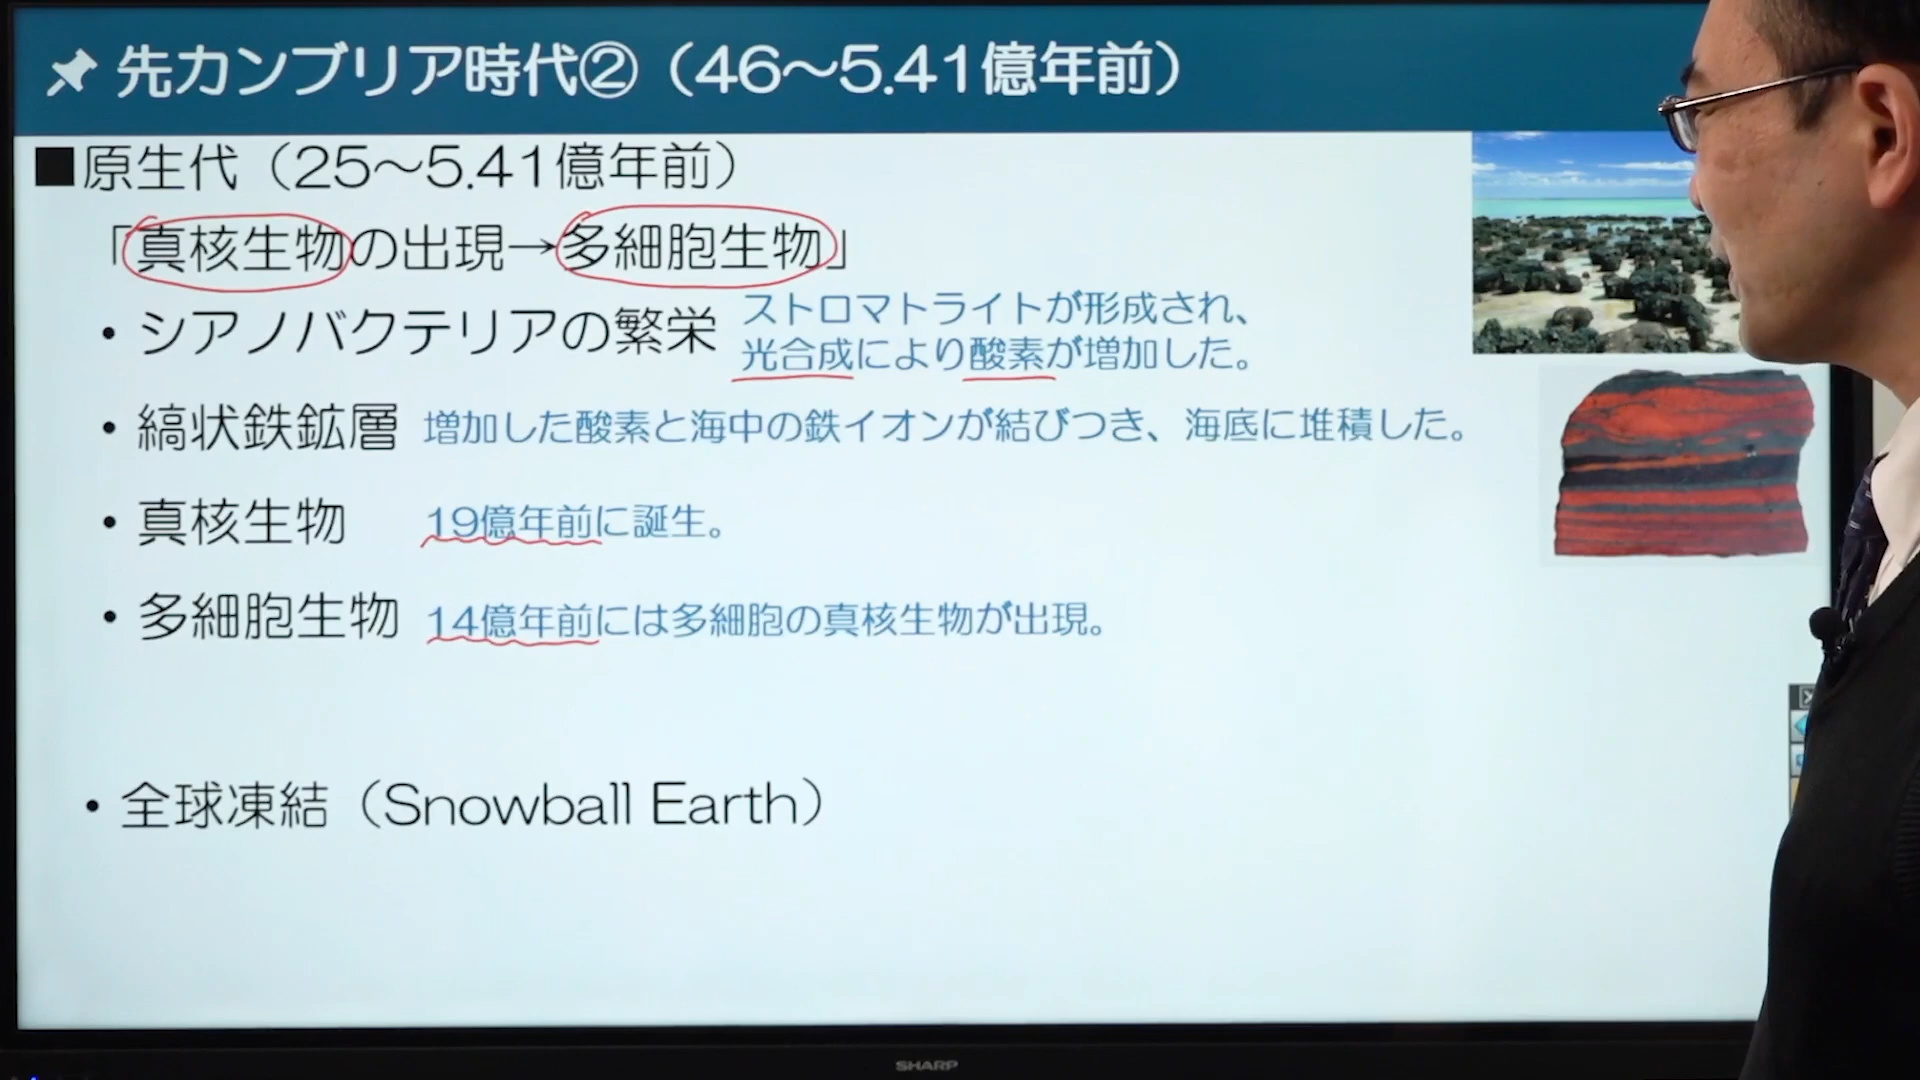 先カンブリア時代②（46～5.41億年前）
■原生代（25～5.41億年前）
「真核生物の出現→多細胞生物」
・シアノバクテリアの繁栄
ストロマトライトが形成され、
光合成により酸素が増加した。
・縞状鉄鉱層 増加した酸素と海中の鉄イオンが結びつき、海底に堆積した。
・真核生物 19億年前に誕生。
・多細胞生物 14億年前には多細胞の真核生物が出現。
・全球凍結（Snowball Earth）
SHARP